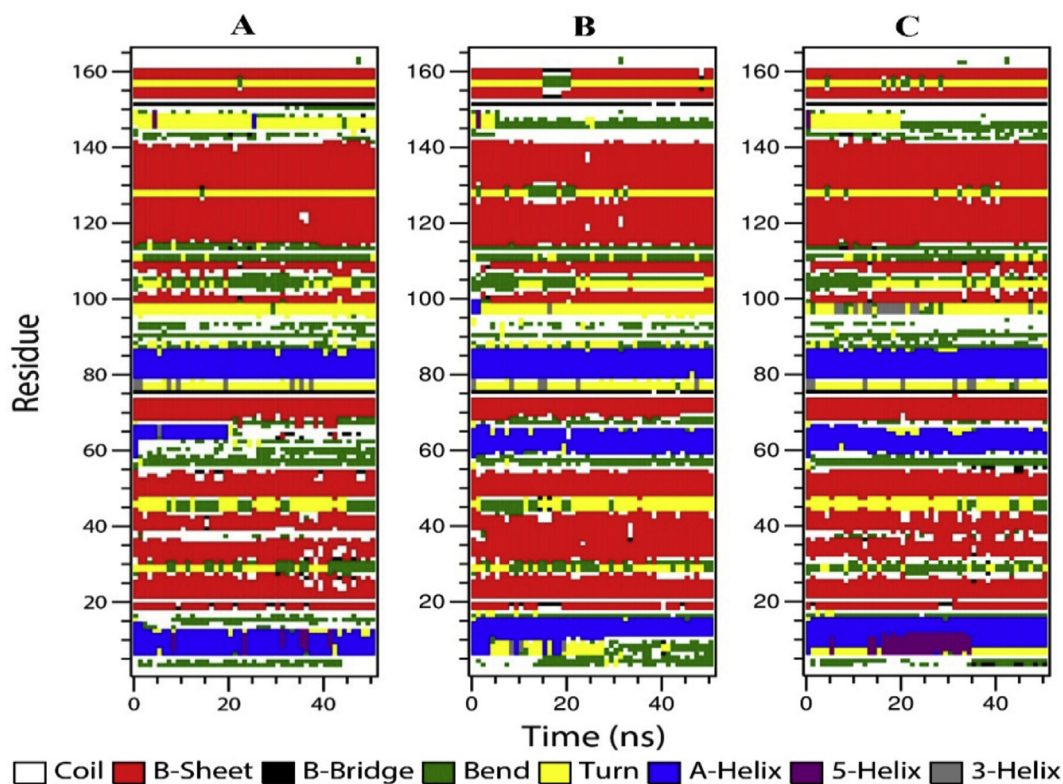 A B C
160 160 160
140 140 140
120 120 120
100 100 100
80 80 80
60 60 60
40 40 40
20 20 20
Residue
0 20 40 0 20 40 0 20 40
Time (ns)
Coil B-Sheet B-Bridge Bend Turn A-Helix 5-Helix 3-Helix